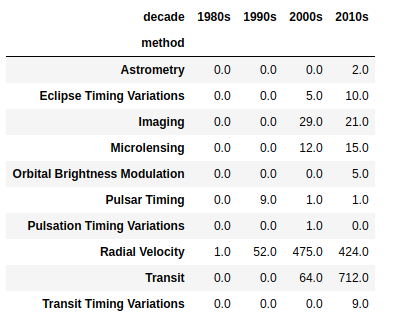 decade 1980s 1990s 2000s 2010s
method
Astrometry 0.0 0.0 0.0 2.0
Eclipse Timing Variations 0.0 0.0 5.0 10.0
Imaging 0.0 0.0 29.0 21.0
Microlensing 0.0 0.0 12.0 15.0
Orbital Brightness Modulation 0.0 0.0 0.0 5.0
Pulsar Timing 0.0 9.0 1.0 1.0
Pulsation Timing Variations 0.0 0.0 1.0 0.0
Radial Velocity 1.0 52.0 475.0 424.0
Transit 0.0 0.0 64.0 712.0
Transit Timing Variations 0.0 0.0 0.0 9.0